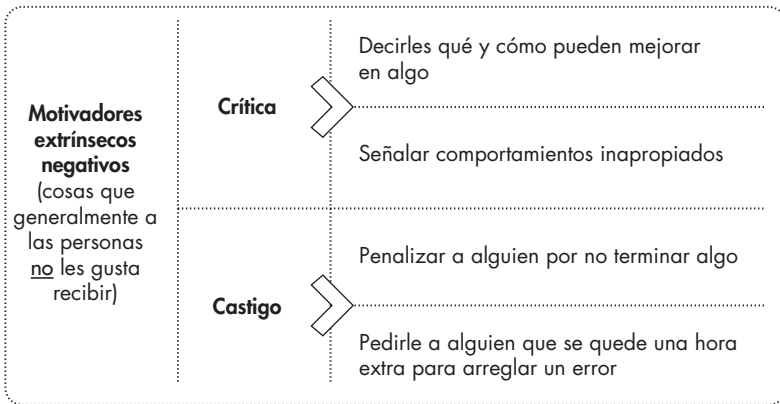 Motivadores
extrínsecos
negativos
(cosas que
generalmente a
las personas
no les gusta
recibir)
Crítica
Decirles qué y cómo pueden mejorar
en algo
Señalar comportamientos inapropiados
Castigo
Penalizar a alguien por no terminar algo
Pedirle a alguien que se quede una hora
extra para arreglar un error